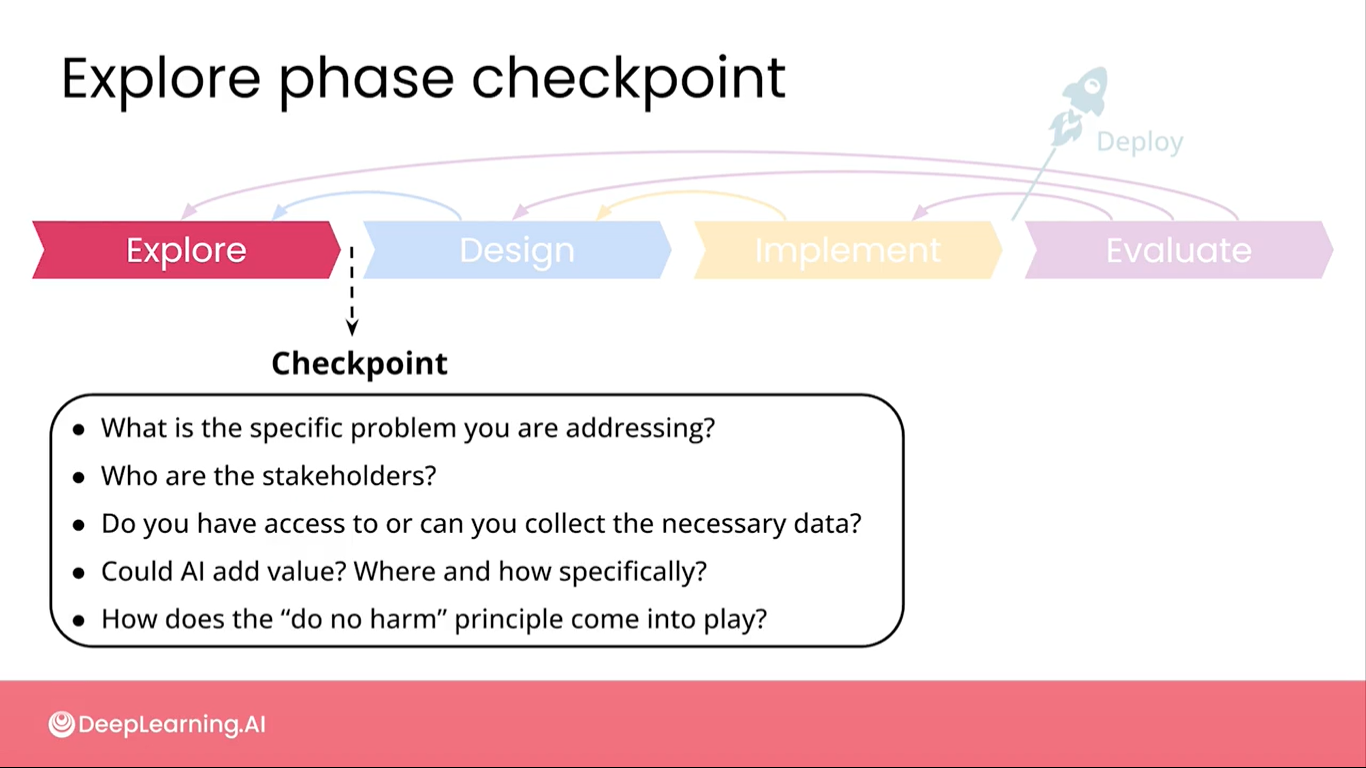 Explore phase checkpoint
Deploy
Explore
Design
Implement
Evaluate
Checkpoint
● What is the specific problem you are addressing?
● Who are the stakeholders?
● Do you have access to or can you collect the necessary data?
● Could AI add value? Where and how specifically?
● How does the “do no harm” principle come into play?
DeepLearning.AI